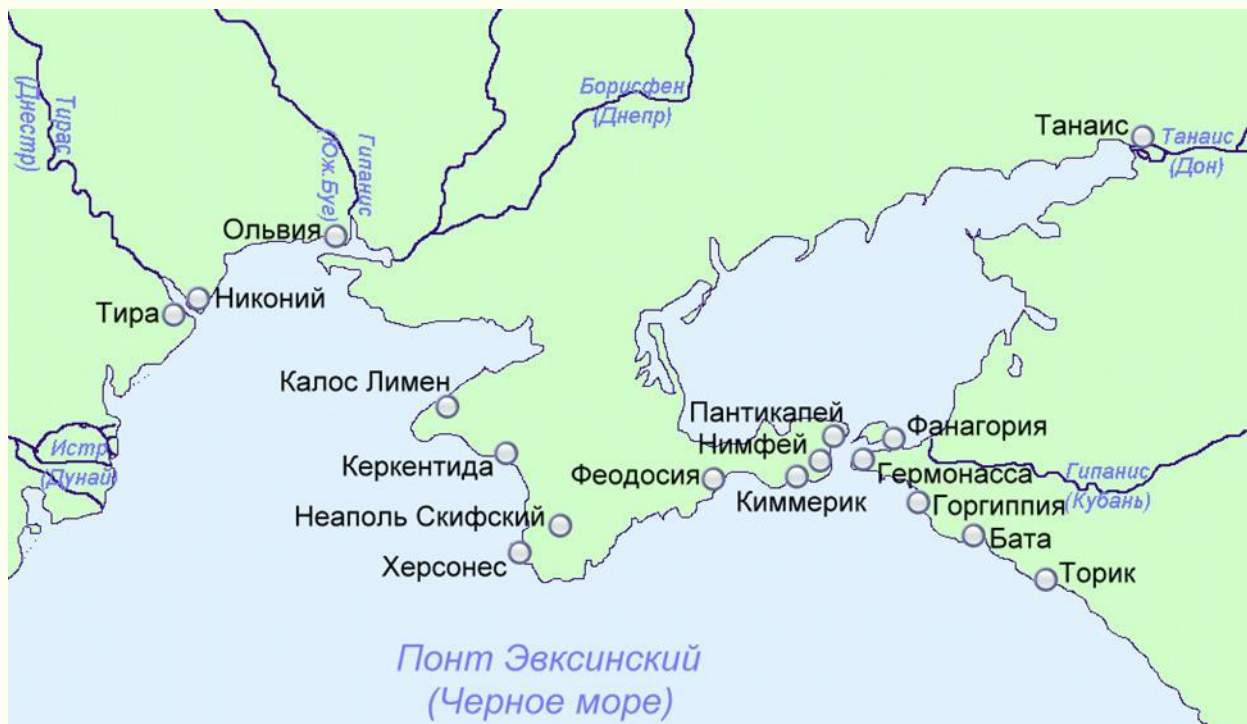 Борисфен
(Днепр)
Тирас
(Днестр)
Гипанис
(Юж.Буг)
Танаис
Танаис
(Дон)
Ольвия
Никоний
Тира
Калос Лимен
Пантикапей
Фанагория
Нимфей
Истр
(Дунай)
Керкентида
Феодосия
Гермонасса
Гипанис
(Кубань)
Киммерик
Горгиппия
Неаполь Скифский
Бата
Херсонес
Торик
Понт Эвксинский
(Черное море)